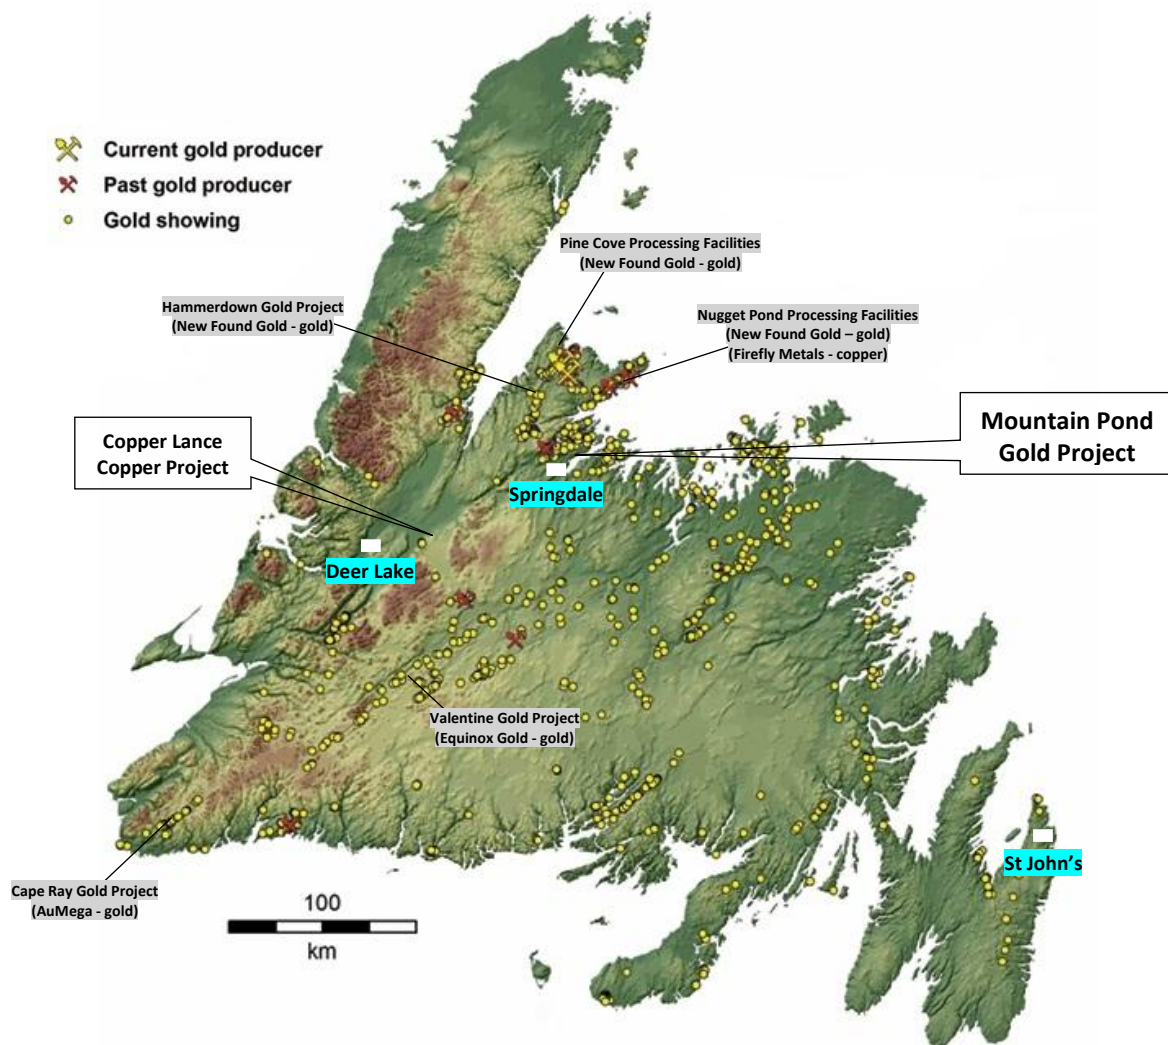 Current gold producer
Past gold producer
Gold showing
Pine Cove Processing Facilities
(New Found Gold - gold)
Hammerdown Gold Project
(New Found Gold - gold)
Nugget Pond Processing Facilities
(New Found Gold – gold)
(Firefly Metals - copper)
Copper Lance
Copper Project
Mountain Pond
Gold Project
Springdale
Deer Lake
Valentine Gold Project
(Equinox Gold - gold)
St John's
Cape Ray Gold Project
(AuMega - gold)
100
km